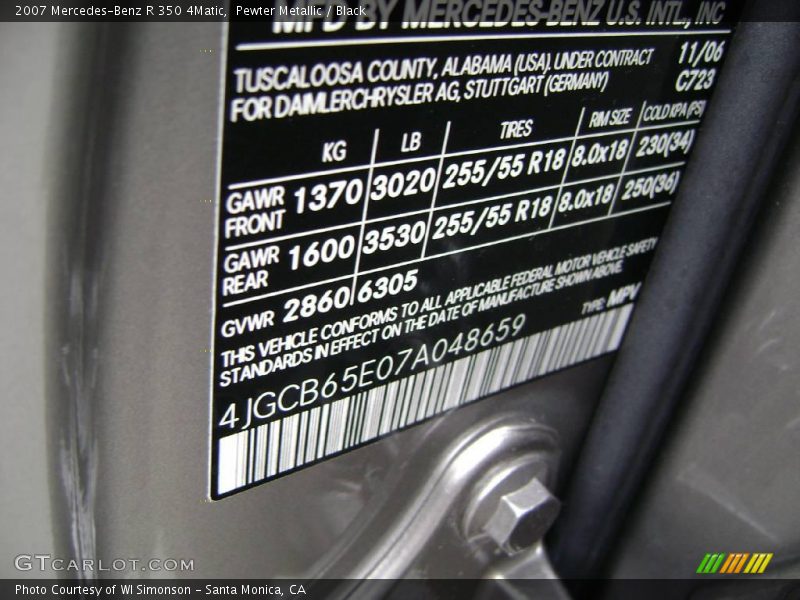 2007 Mercedes-Benz R 350 4Matic, Pewter Metallic / Black
MFD BY MERCEDES-BENZ U.S. INTL., INC
TUSCALOOSA COUNTY, ALABAMA (USA). UNDER CONTRACT 11/06
FOR DAIMLERCHRYSLER AG, STUTTGART (GERMANY) C723
KG LB TIRES RIM SIZE COLD KPA (PSI)
GAWR FRONT 1370 3020 255/55 R18 8.0x18 230(34)
GAWR REAR 1600 3530 255/55 R18 8.0x18 250(36)
GVWR 2860 6305
THIS VEHICLE CONFORMS TO ALL APPLICABLE FEDERAL MOTOR VEHICLE SAFETY
STANDARDS IN EFFECT ON THE DATE OF MANUFACTURE SHOWN ABOVE.
TYPE: MPV
4JGCB65E07A048659
GTCARLOT.COM
Photo Courtesy of WI Simonson - Santa Monica, CA